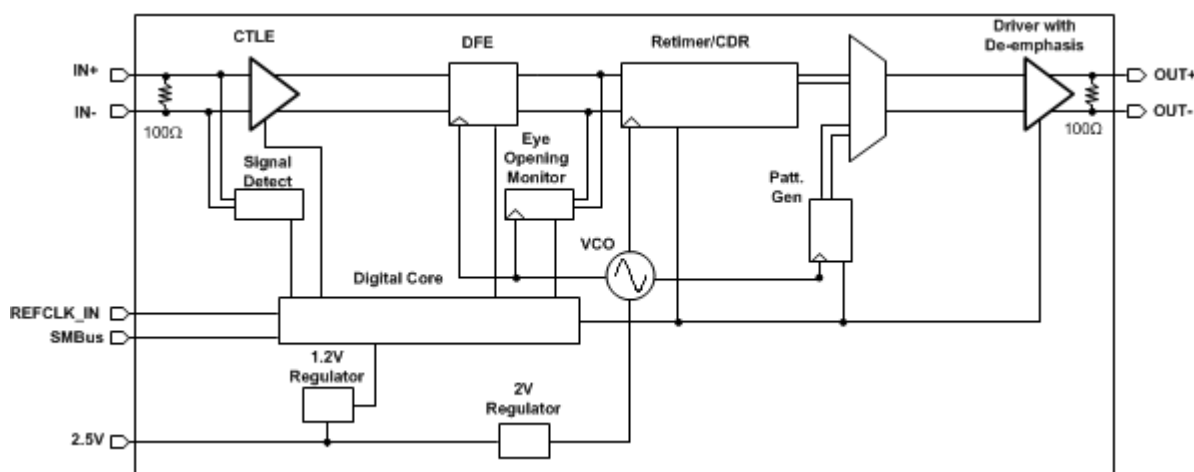 CTLE
DFE
Retimer/CDR
Driver with
De-emphasis
IN+
OUT+
IN-
OUT-
100Ω
100Ω
Signal
Detect
Eye
Opening
Monitor
Patt.
Gen
VCO
Digital Core
REFCLK_IN
SMBus
1.2V
Regulator
2V
Regulator
2.5V